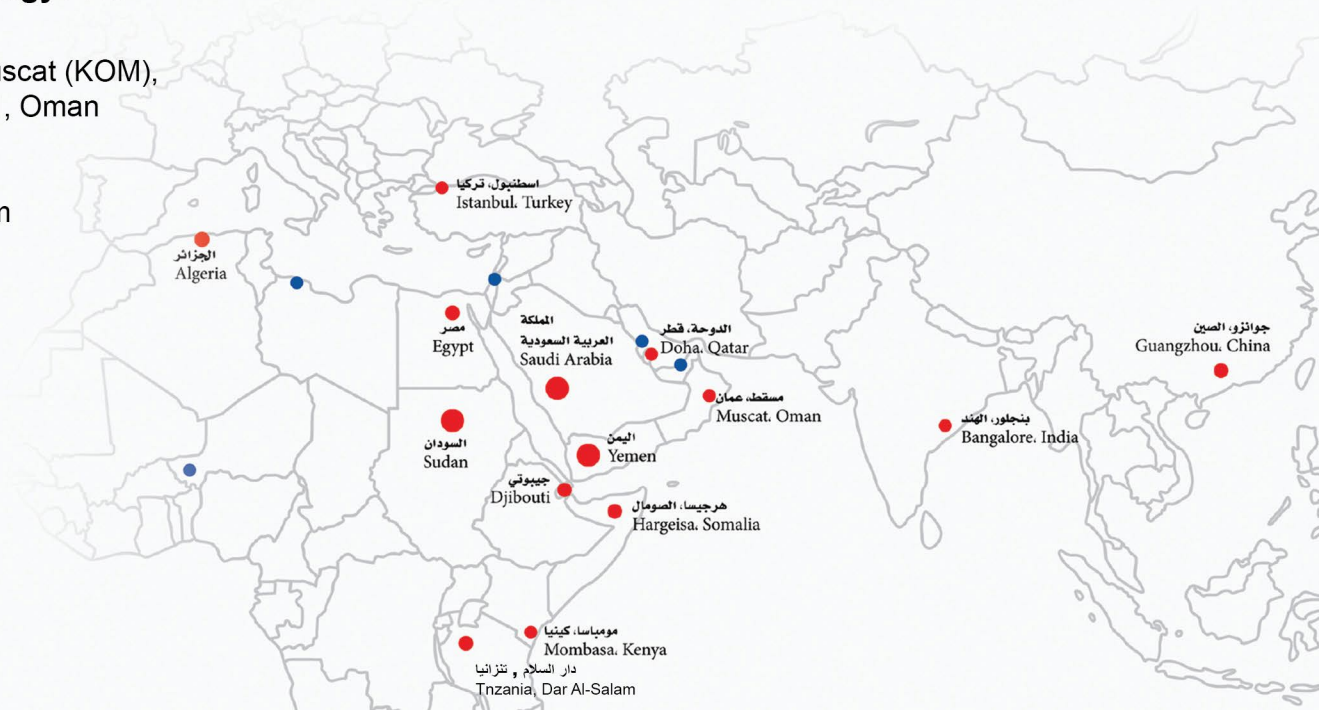 gy
scat (KOM),
, Oman
اسطنبول، تركيا
Istanbul. Turkey
الجزائر
Algeria
مصر
Egypt
المملكة
العربية السعودية
Saudi Arabia
الدوحة، قطر
Doha. Qatar
جوانزو، الصين
Guangzhou. China
مسقط، عمان
Muscat. Oman
بنجلور، الهند
Bangalore. India
السودان
Sudan
اليمن
Yemen
جيبوتي
Djibouti
هرجيسا، الصومال
Hargeisa. Somalia
مومباسا، كينيا
Mombasa. Kenya
دار السلام , تنزانيا
Tnzania, Dar Al-Salam